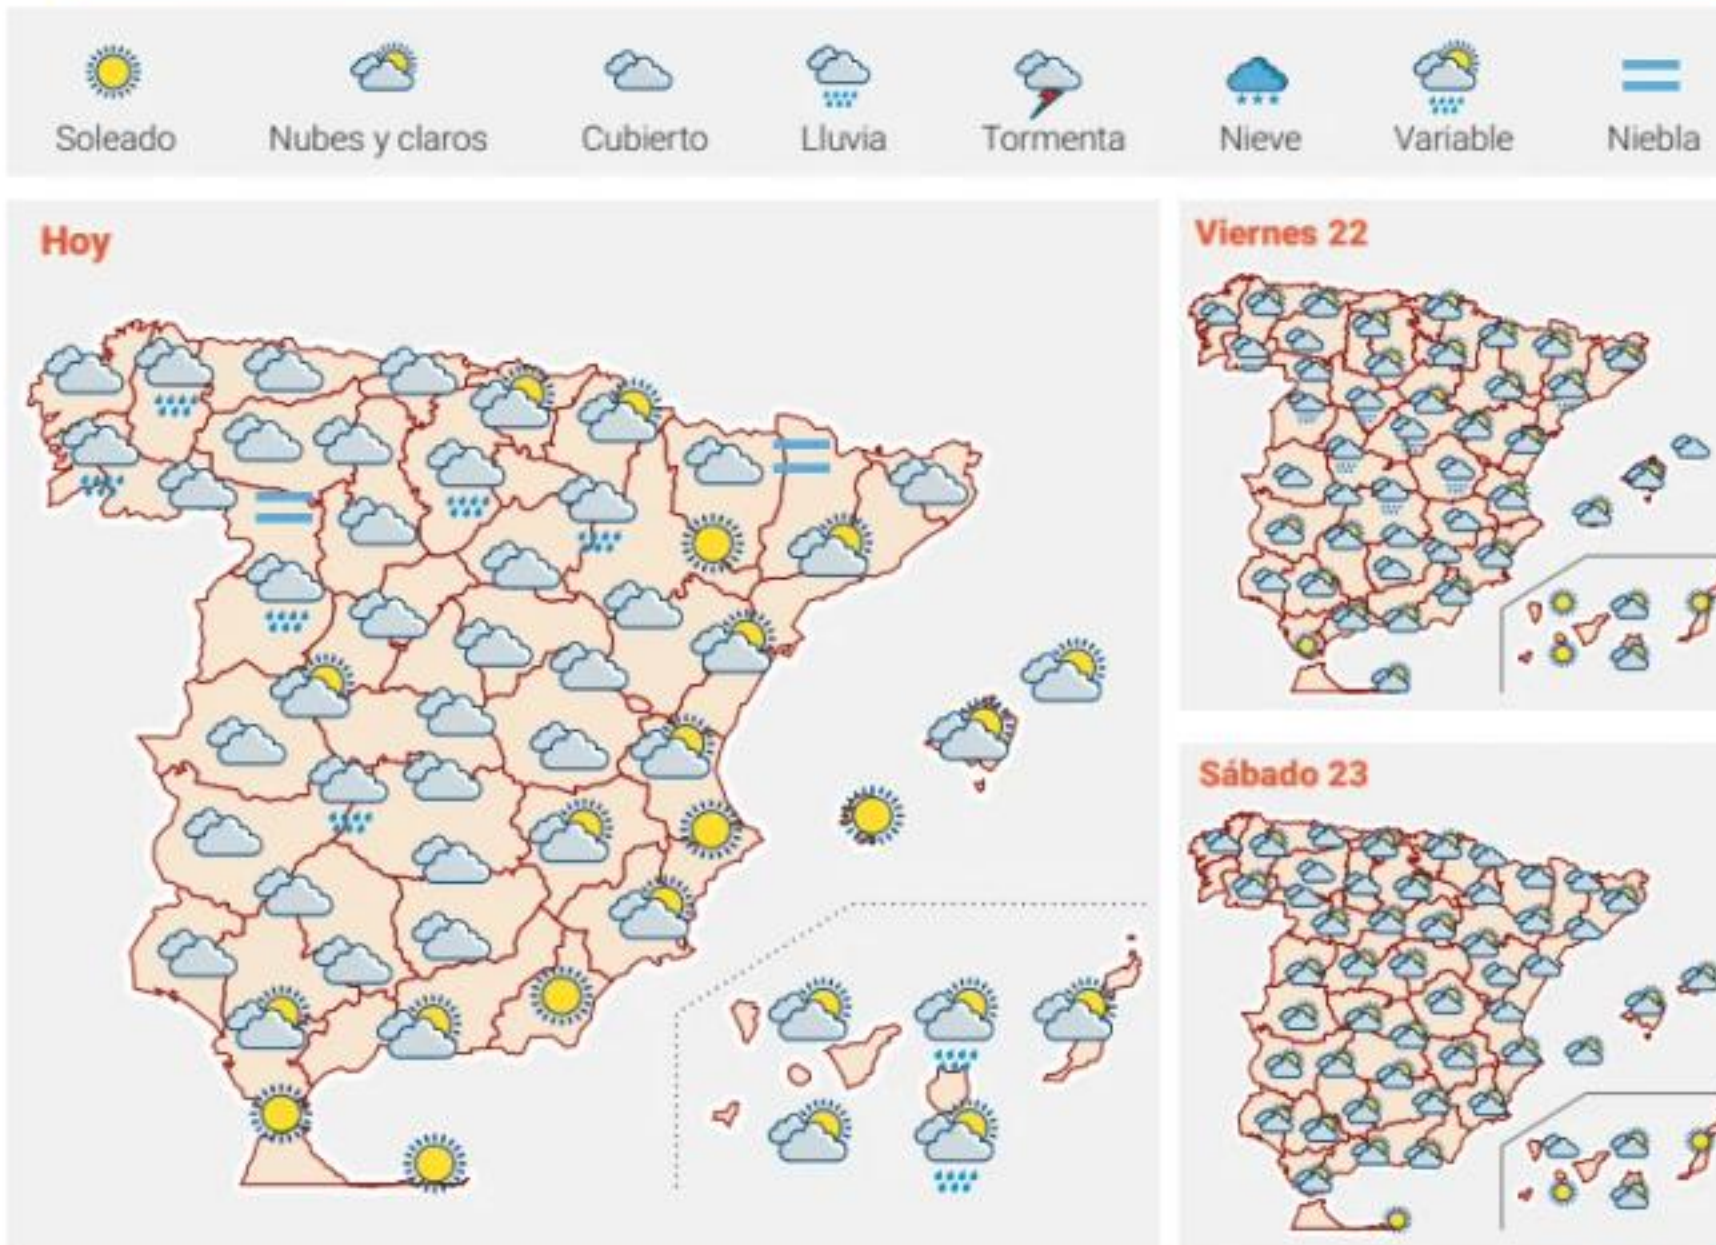 Soleado
Nubes y claros
Cubierto
Lluvia
Tormenta
Nieve
Variable
Niebla
Hoy
Viernes 22
Sábado 23